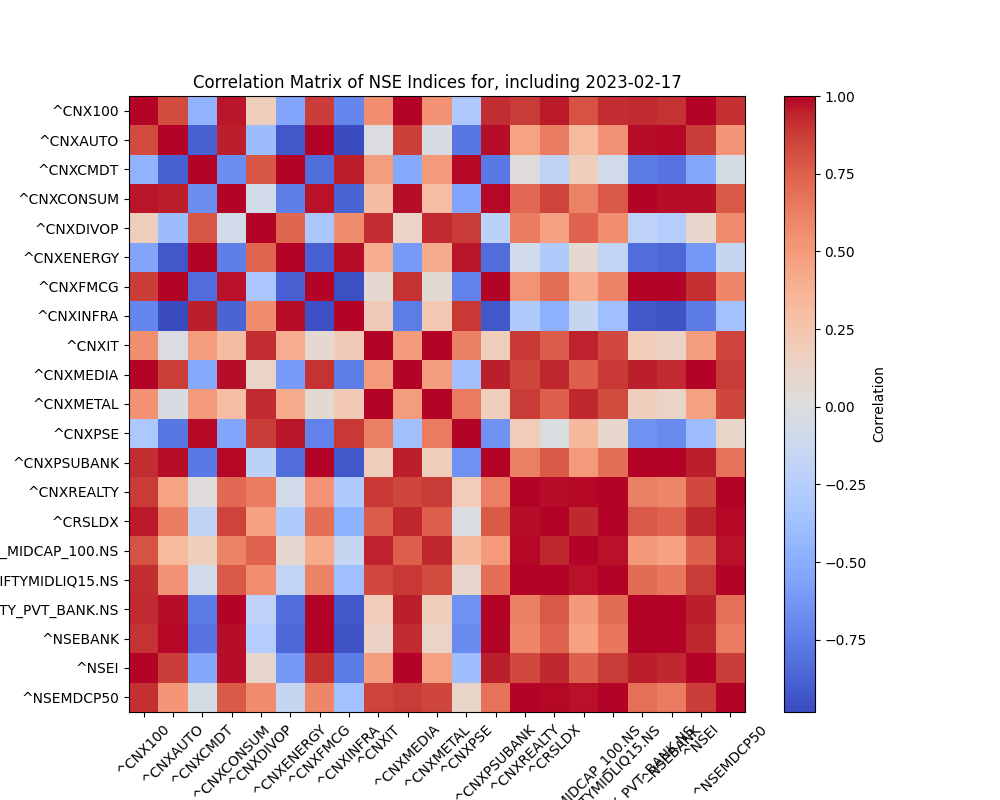 Correlation Matrix of NSE Indices for, including 2023-02-17
^CNX100
^CNXAUTO
^CNXCMDT
^CNXCONSUM
^CNXDIVOP
^CNXENERGY
^CNXFMCG
^CNXINFRA
^CNXIT
^CNXMEDIA
^CNXMETAL
^CNXPSE
^CNXPSUBANK
^CNXREALTY
^CRSLDX
_MIDCAP_100.NS
IFTYMIDLIQ15.NS
TY_PVT_BANK.NS
^NSEBANK
^NSEI
^NSEMDCP50
^CNX100
^CNXAUTO
^CNXCMDT
^CNXCONSUM
^CNXDIVOP
^CNXENERGY
^CNXFMCG
^CNXINFRA
^CNXIT
^CNXMEDIA
^CNXMETAL
^CNXPSE
^CNXPSUBANK
^CNXREALTY
^CRSLDX
MIDCAP_100.NS
TYMIDLIQ15.NS
PVT_BANK.NS
^NSEBANK
^NSEI
^NSEMDCP50
1.00
0.75
0.50
0.25
0.00
−0.25
−0.50
−0.75
Correlation